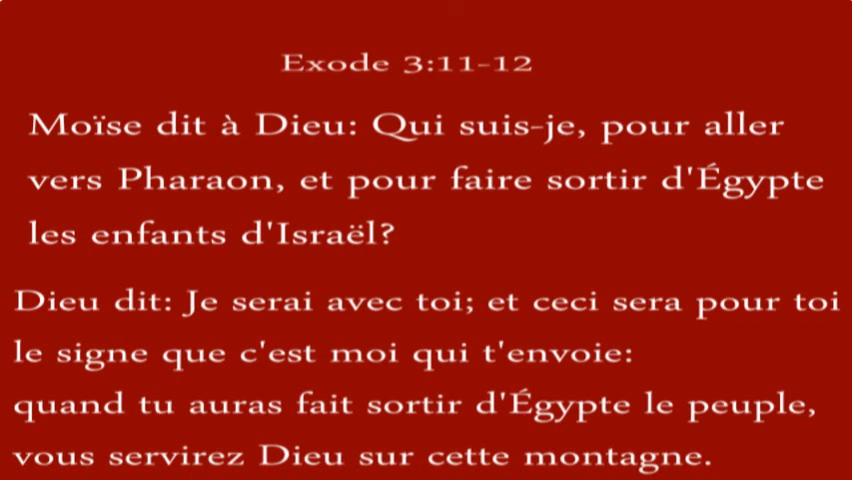 Exode 3:11-12
Moïse dit à Dieu: Qui suis-je, pour aller
vers Pharaon, et pour faire sortir d'Égypte
les enfants d'Israël?
Dieu dit: Je serai avec toi; et ceci sera pour toi
le signe que c'est moi qui t'envoie:
quand tu auras fait sortir d'Égypte le peuple,
vous servirez Dieu sur cette montagne.